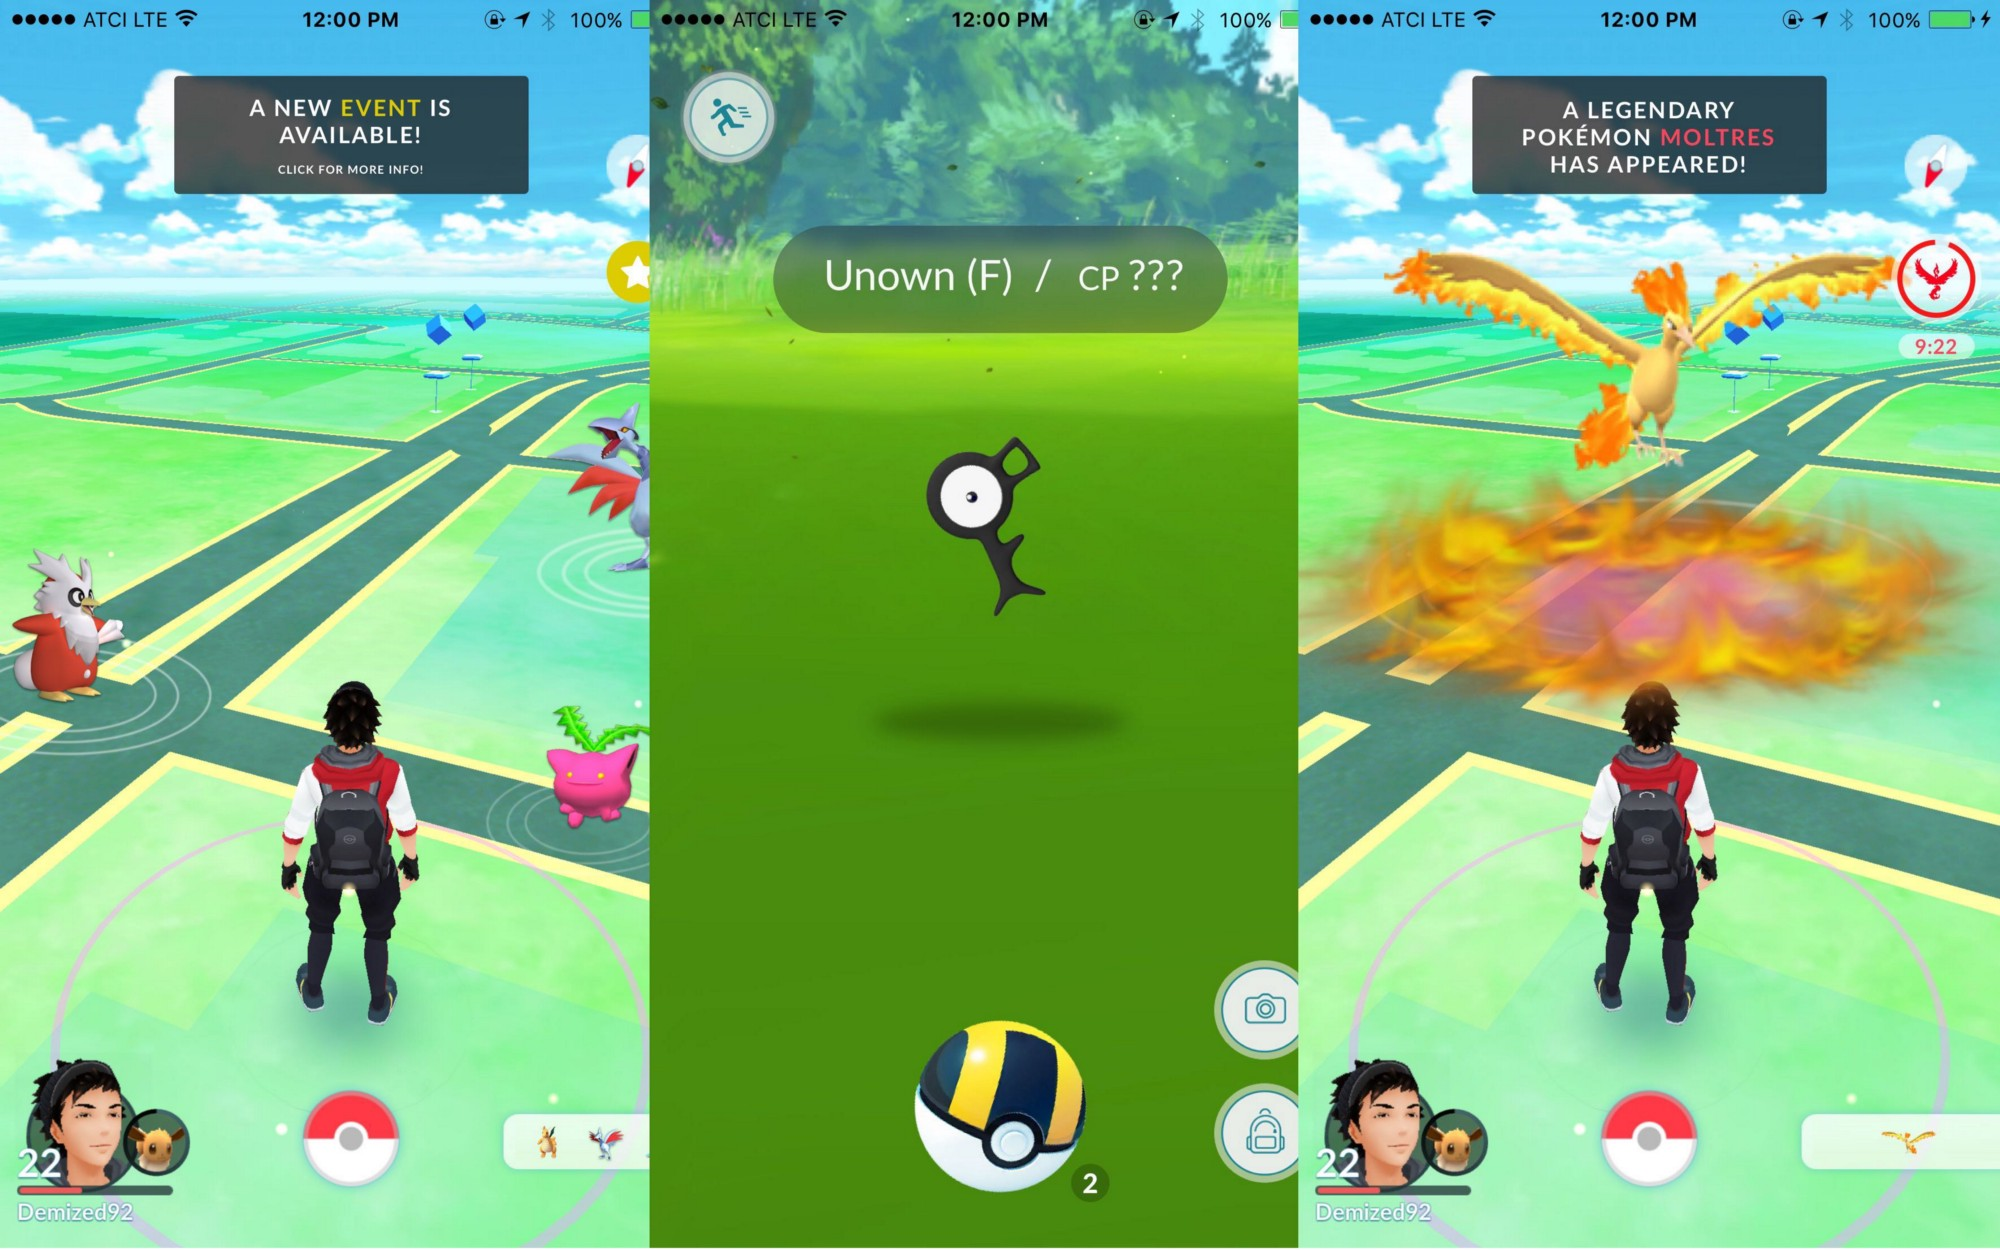 ATCI LTE 12:00 PM 100%
A NEW EVENT IS
AVAILABLE!
CLICK FOR MORE INFO!
22
Demized92
ATCI LTE 12:00 PM 100%
Unown (F) / CP ???
2
ATCI LTE 12:00 PM 100%
A LEGENDARY
POKÉMON MOLTRES
HAS APPEARED!
9:22
22
Demized92